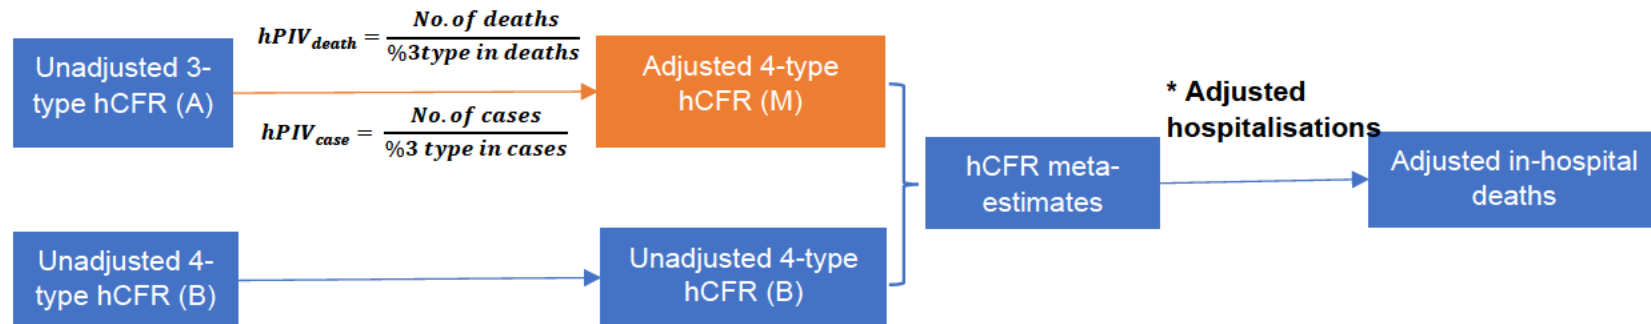 Unadjusted 3-
type hCFR (A)
hPIV_death = No. of deaths / %3type in deaths
hPIV_case = No. of cases / %3 type in cases
Adjusted 4-type
hCFR (M)
Unadjusted 4-
type hCFR (B)
Unadjusted 4-type
hCFR (B)
hCFR meta-
estimates
* Adjusted
hospitalisations
Adjusted in-hospital
deaths